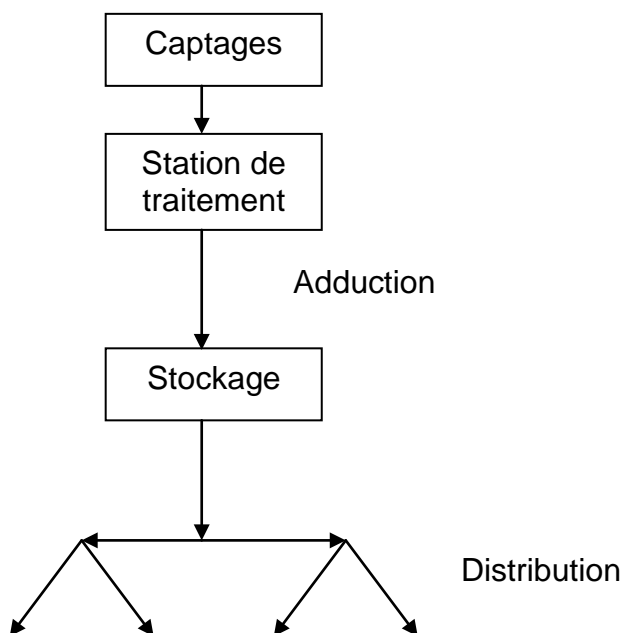 Captages
Station de
traitement
Adduction
Stockage
Distribution